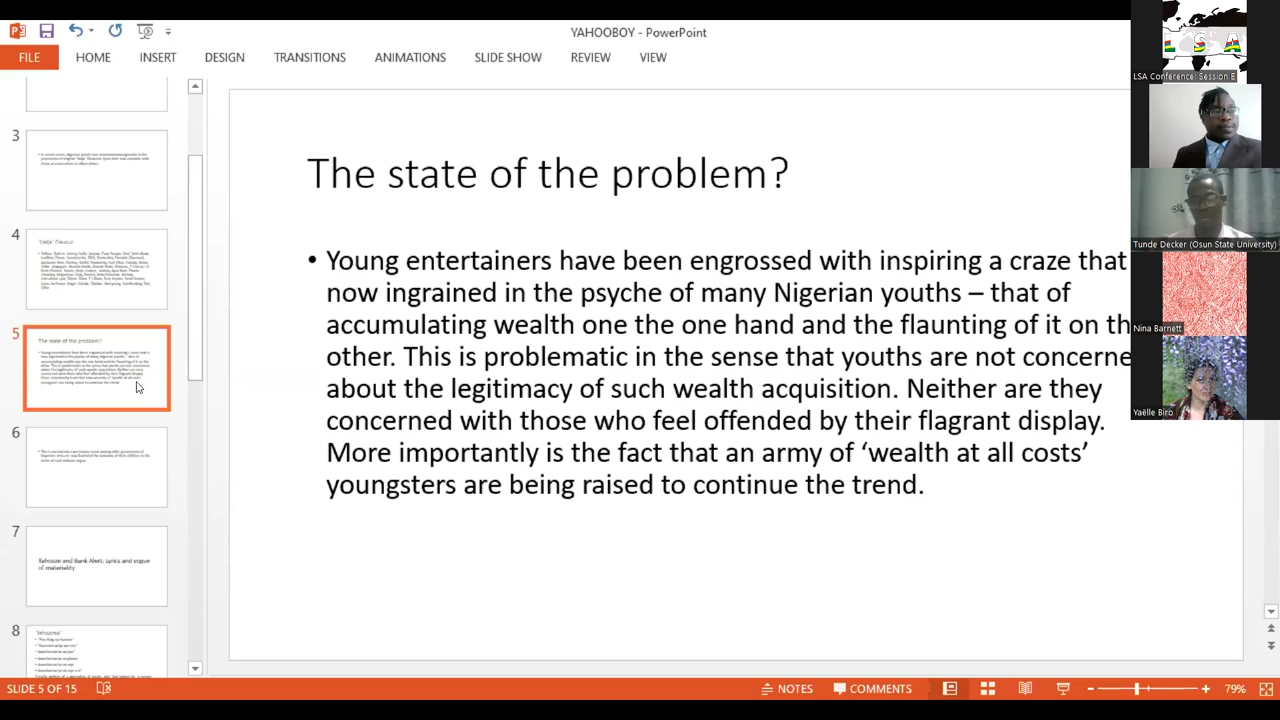 YAHOOBOY - PowerPoint
FILE
HOME
INSERT
DESIGN
TRANSITIONS
ANIMATIONS
SLIDE SHOW
REVIEW
VIEW
LSA
LSA Conference: Session E
Tunde Decker (Osun State University)
Nina Barnett
Yaëlle Biro
3
4
5
The state of the problem?
6
7
Yahooze and Bank Alert: Lyrics and vogue
of materiality
8
The state of the problem?
• Young entertainers have been engrossed with inspiring a craze that
now ingrained in the psyche of many Nigerian youths – that of
accumulating wealth one the one hand and the flaunting of it on th
other. This is problematic in the sense that youths are not concerne
about the legitimacy of such wealth acquisition. Neither are they
concerned with those who feel offended by their flagrant display.
More importantly is the fact that an army of ‘wealth at all costs’
youngsters are being raised to continue the trend.
SLIDE 5 OF 15
NOTES
COMMENTS
79%